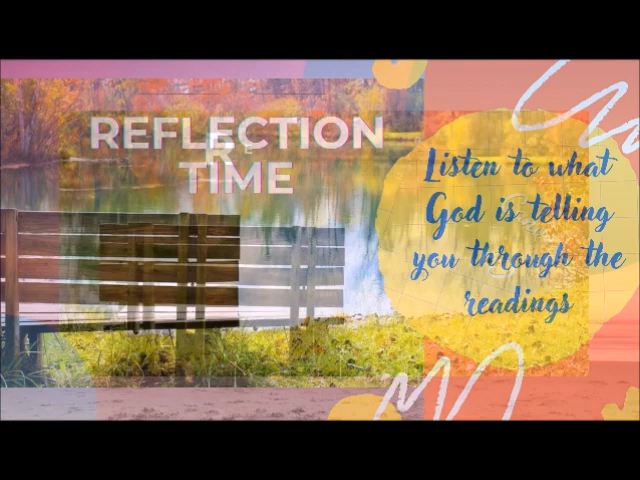 REFLECTION
TIME
Listen to what
God is telling
you through the
readings